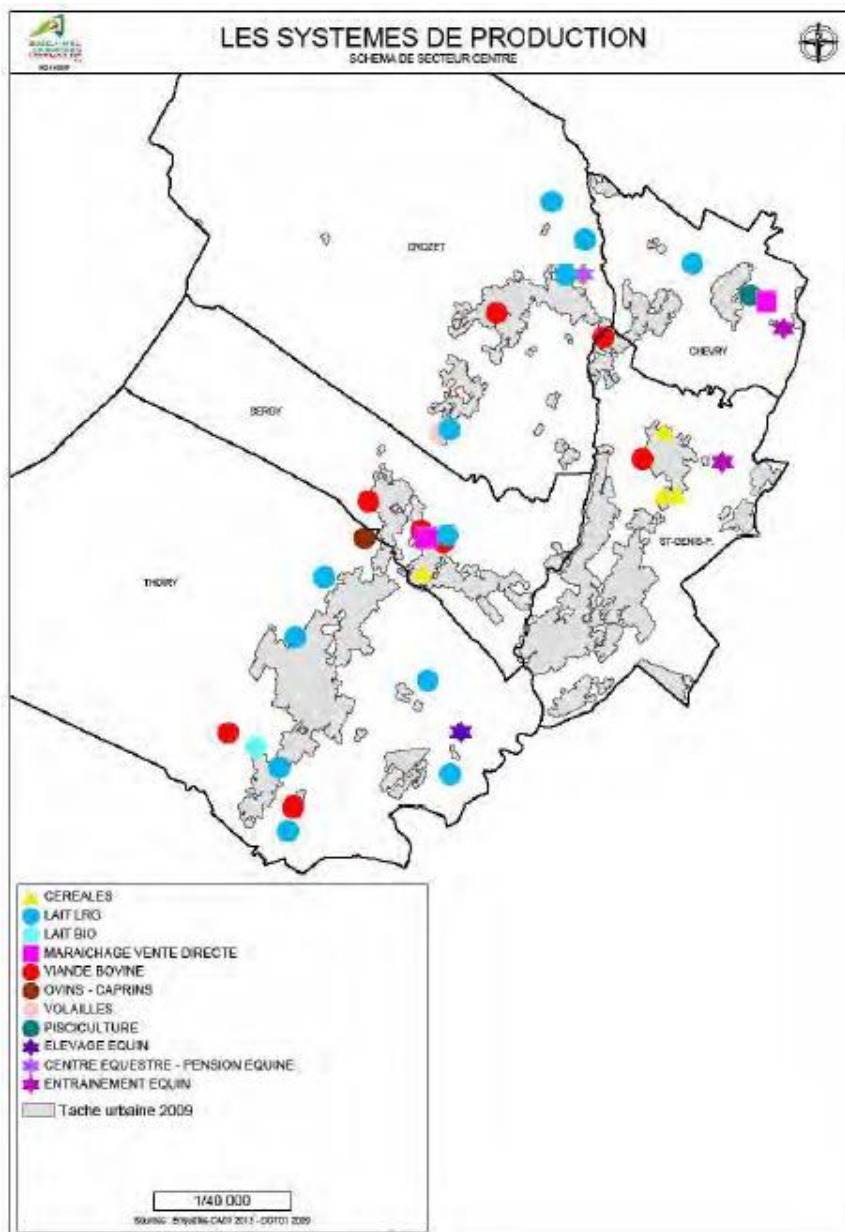 LES SYSTEMES DE PRODUCTION
SCHEMA DE SECTEUR CENTRE
CROZET
CHEVRY
SERGY
ST-DENIS-P.
THOIRY
CEREALES
LAIT LRG
LAIT BIO
MARAICHAGE VENTE DIRECTE
VIANDE BOVINE
OVINS - CAPRINS
VOLAILLES
PISCICULTURE
ELEVAGE EQUIN
CENTRE EQUESTRE - PENSION EQUINE
ENTRAINEMENT EQUIN
Tache urbaine 2009
1/40 000